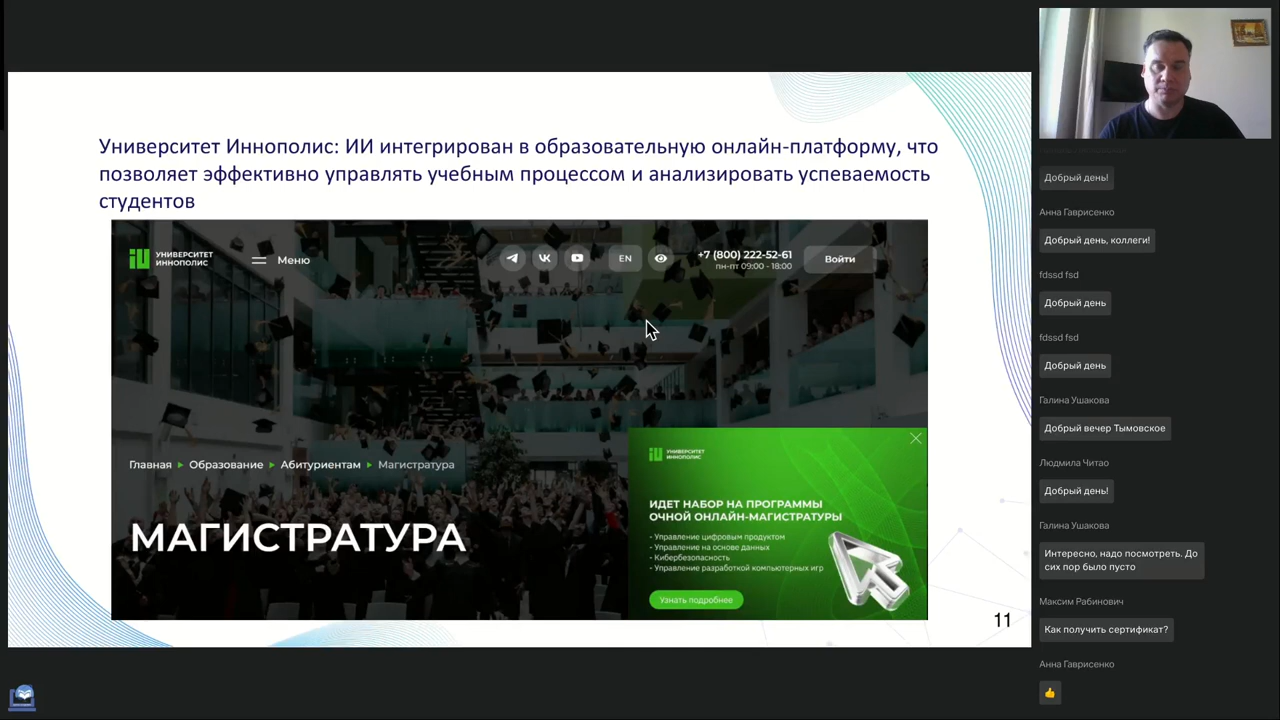 Университет Иннополис: ИИ интегрирован в образовательную онлайн-платформу, что
позволяет эффективно управлять учебным процессом и анализировать успеваемость
студентов
УНИВЕРСИТЕТ
ИННОПОЛИС
Меню
EN
+7 (800) 222-52-61
пн-пт 09:00 - 18:00
Войти
Главная ▸ Образование ▸ Абитуриентам ▸ Магистратура
МАГИСТРАТУРА
УНИВЕРСИТЕТ
ИННОПОЛИС
ИДЕТ НАБОР НА ПРОГРАММЫ
ОЧНОЙ ОНЛАЙН-МАГИСТРАТУРЫ
- Управление цифровым продуктом
- Управление на основе данных
- Кибербезопасность
- Управление разработкой компьютерных игр
Узнать подробнее
11
Добрый день!
Анна Гаврисенко
Добрый день, коллеги!
fdssd fsd
Добрый день
fdssd fsd
Добрый день
Галина Ушакова
Добрый вечер Тымовское
Людмила Читао
Добрый день!
Галина Ушакова
Интересно, надо посмотреть. До
сих пор было пусто
Максим Рабинович
Как получить сертификат?
Анна Гаврисенко
👍